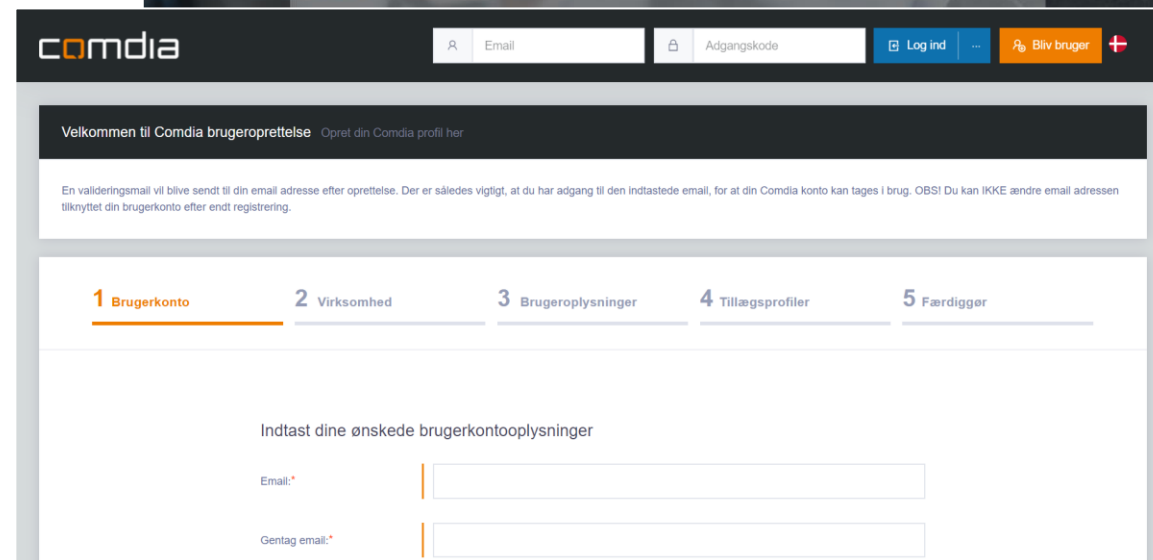 comdia
Email
Adgangskode
Log ind ...
Bliv bruger
Velkommen til Comdia brugeroprettelse Opret din Comdia profil her
En valideringsmail vil blive sendt til din email adresse efter oprettelse. Der er således vigtigt, at du har adgang til den indtastede email, for at din Comdia konto kan tages i brug. OBS! Du kan IKKE ændre email adressen
tilknyttet din brugerkonto efter endt registrering.
1 Brugerkonto
2 Virksomhed
3 Brugeroplysninger
4 Tillægsprofiler
5 Færdiggør
Indtast dine ønskede brugerkontooplysninger
Email:*
Gentag email:*